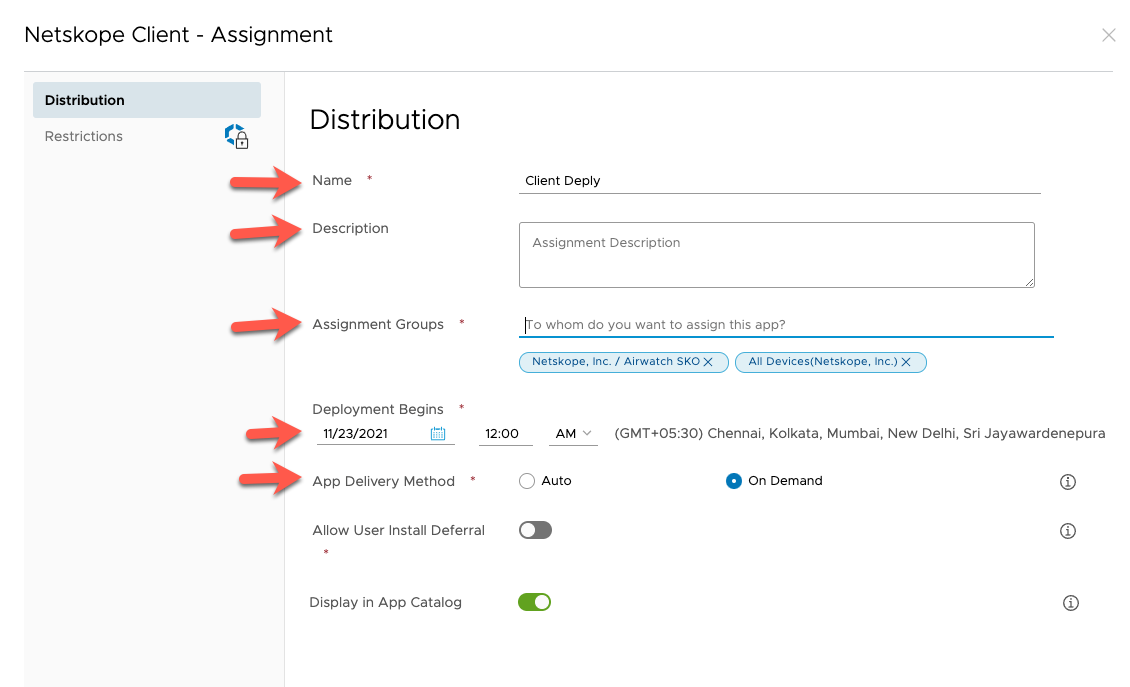 Netskope Client - Assignment
Distribution
Restrictions
Distribution
Name *
Client Deply
Description
Assignment Description
Assignment Groups *
To whom do you want to assign this app?
Netskope, Inc. / Airwatch SKO
All Devices(Netskope, Inc.)
Deployment Begins *
11/23/2021 12:00 AM (GMT+05:30) Chennai, Kolkata, Mumbai, New Delhi, Sri Jayawardenepura
App Delivery Method * Auto On Demand
Allow User Install Deferral
*
Display in App Catalog